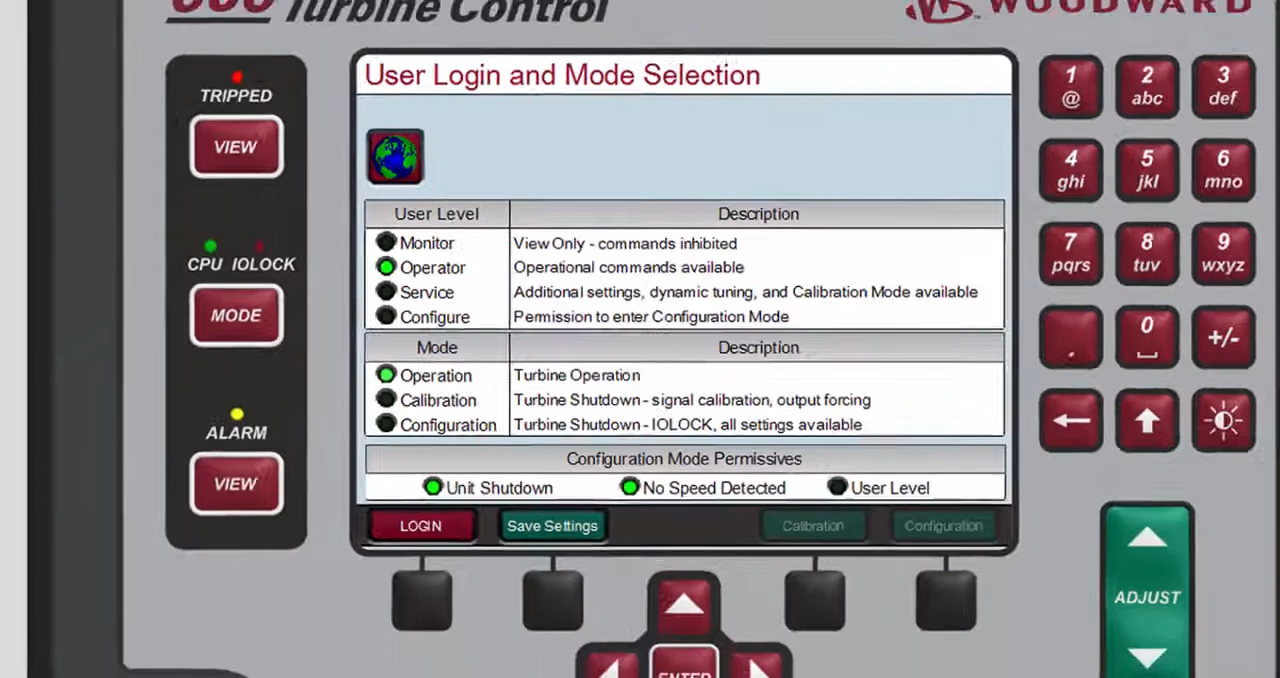 Turbine Control
WOODWARD
TRIPPED
VIEW
CPU IOLOCK
MODE
ALARM
VIEW
User Login and Mode Selection
User Level Description
Monitor View Only - commands inhibited
Operator Operational commands available
Service Additional settings, dynamic tuning, and Calibration Mode available
Configure Permission to enter Configuration Mode
Mode Description
Operation Turbine Operation
Calibration Turbine Shutdown - signal calibration, output forcing
Configuration Turbine Shutdown - IOLOCK, all settings available
Configuration Mode Permissives
Unit Shutdown No Speed Detected User Level
LOGIN Save Settings Calibration Configuration
1 2 3
@ abc def
4 5 6
ghi jkl mno
7 8 9
pqrs tuv wxyz
. 0 +/-
ADJUST
ENTER